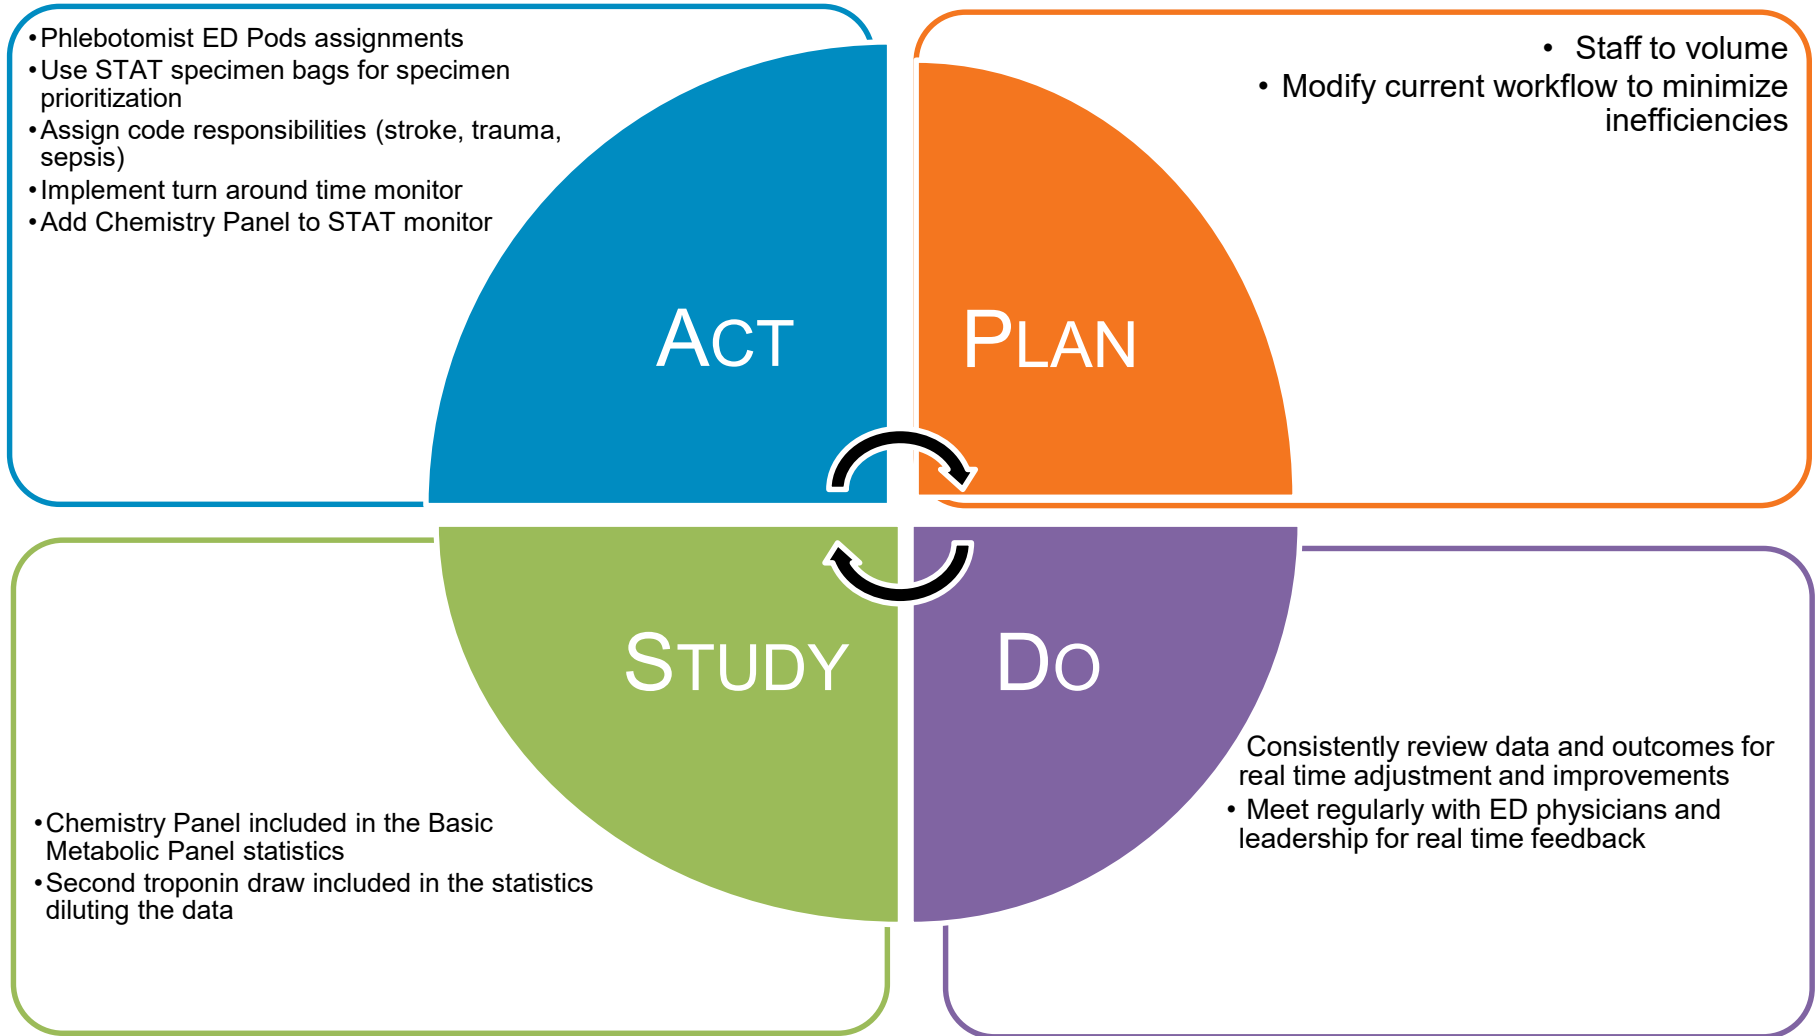 • Phlebotomist ED Pods assignments
• Use STAT specimen bags for specimen
prioritization
• Assign code responsibilities (stroke, trauma,
sepsis)
• Implement turn around time monitor
• Add Chemistry Panel to STAT monitor
ACT
• Staff to volume
• Modify current workflow to minimize
inefficiencies
PLAN
STUDY
• Chemistry Panel included in the Basic
Metabolic Panel statistics
• Second troponin draw included in the statistics
diluting the data
DO
Consistently review data and outcomes for
real time adjustment and improvements
• Meet regularly with ED physicians and
leadership for real time feedback